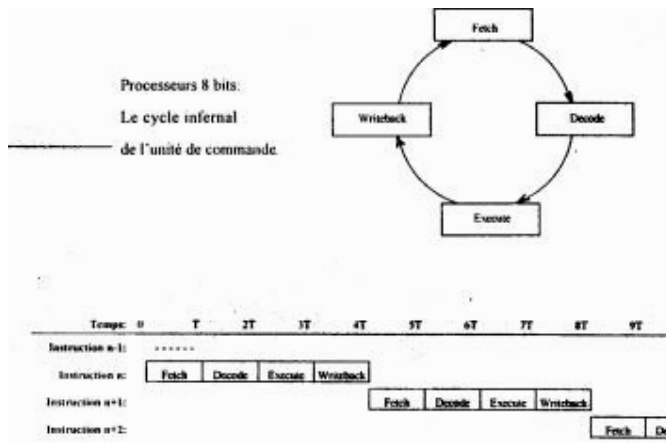 Fetch
Processeurs 8 bits:
Le cycle infernal
de l'unité de commande.
Writeback
Decode
Execute
Temps: 0 T 2T 3T 4T 5T 6T 7T 8T 9T
Instruction n-1: ------
Instruction n: Fetch Decode Execute Writeback
Instruction n+1: Fetch Decode Execute Writeback
Instruction n+2: Fetch De